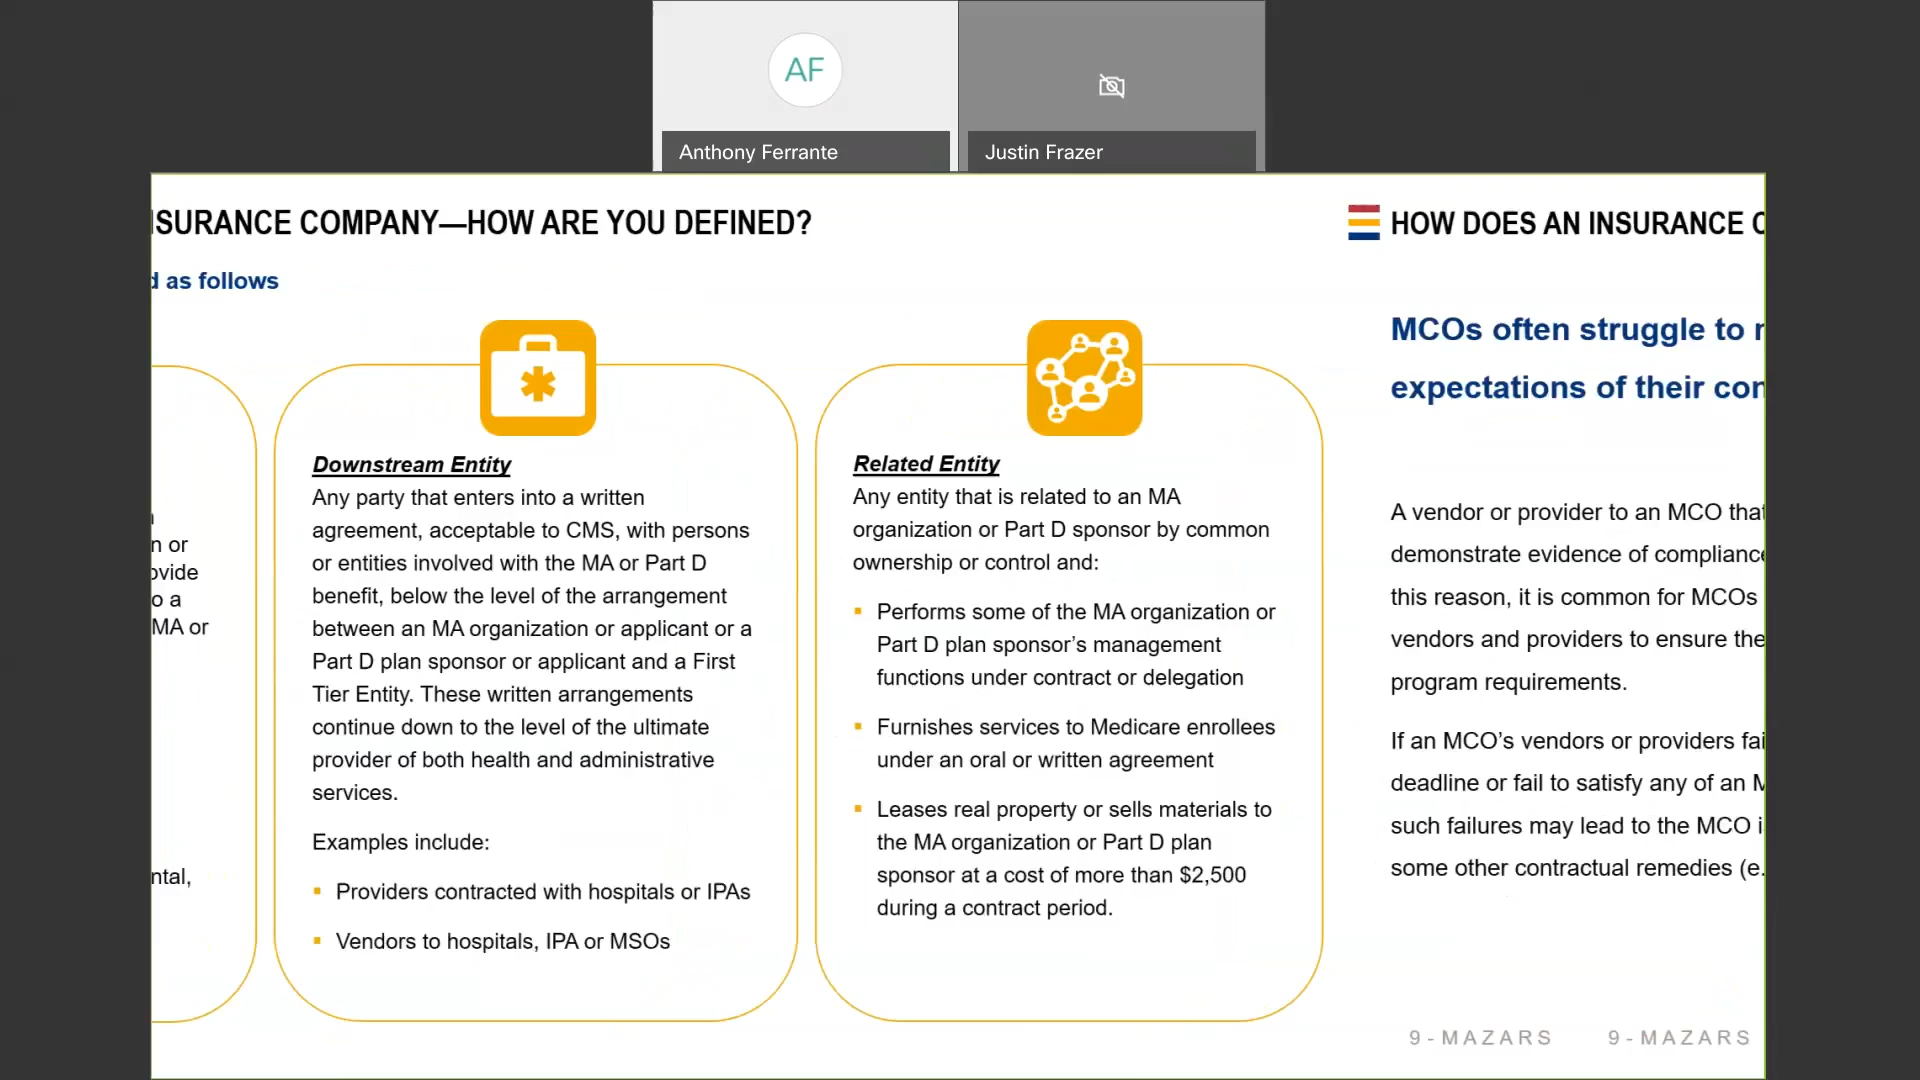 AF
Anthony Ferrante
Justin Frazer
SURANCE COMPANY—HOW ARE YOU DEFINED?
HOW DOES AN INSURANCE
as follows
MCOs often struggle to
expectations of their
n or
o a
MA or
Downstream Entity
Any party that enters into a written
agreement, acceptable to CMS, with persons
or entities involved with the MA or Part D
benefit, below the level of the arrangement
between an MA organization or applicant or a
Part D plan sponsor or applicant and a First
Tier Entity. These written arrangements
continue down to the level of the ultimate
provider of both health and administrative
services.
Examples include:
▪ Providers contracted with hospitals or IPAs
▪ Vendors to hospitals, IPA or MSOs
Related Entity
Any entity that is related to an MA
organization or Part D sponsor by common
ownership or control and:
▪ Performs some of the MA organization or
Part D plan sponsor’s management
functions under contract or delegation
▪ Furnishes services to Medicare enrollees
under an oral or written agreement
▪ Leases real property or sells materials to
the MA organization or Part D plan
sponsor at a cost of more than $2,500
during a contract period.
A vendor or provider to an MCO that
demonstrate evidence of compliance
this reason, it is common for MCOs
vendors and providers to ensure the
program requirements.
If an MCO’s vendors or providers fai
deadline or fail to satisfy any of an M
such failures may lead to the MCO i
some other contractual remedies (e.
9 - MAZARS 9 - MAZARS